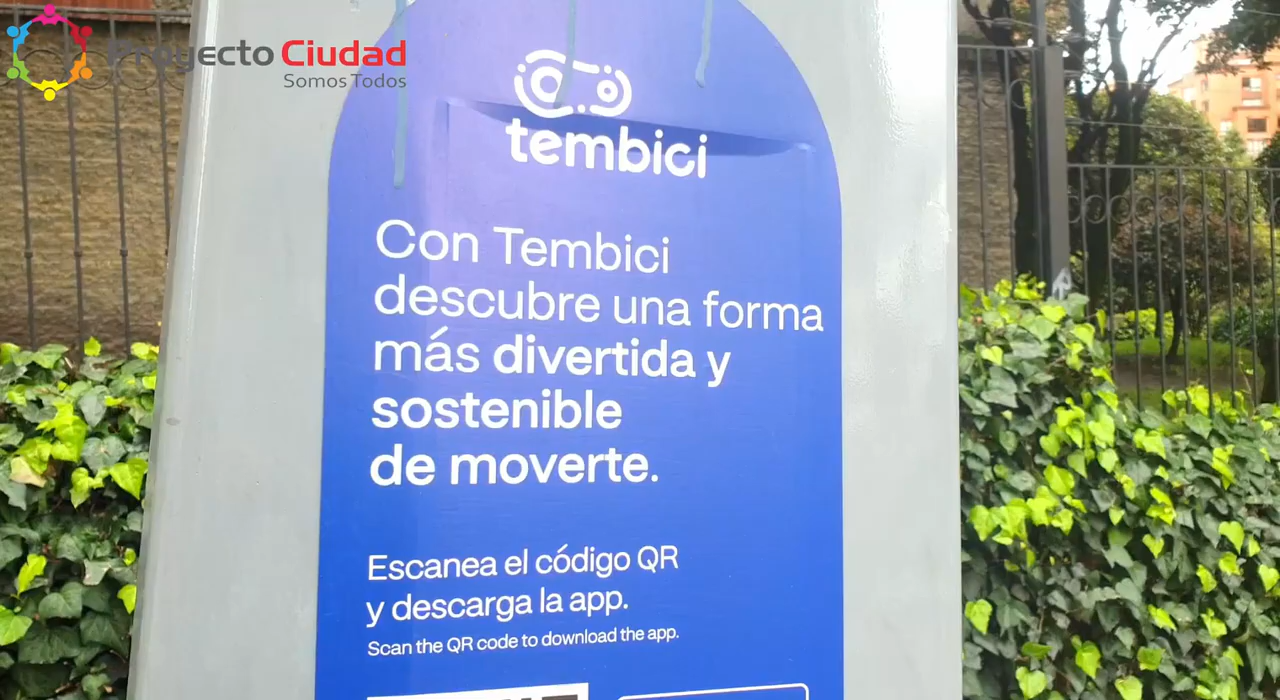 Proyecto Ciudad
Somos Todos
tembici
Con Tembici
descubre una forma
más divertida y
sostenible
de moverte.
Escanea el código QR
y descarga la app.
Scan the QR code to download the app.